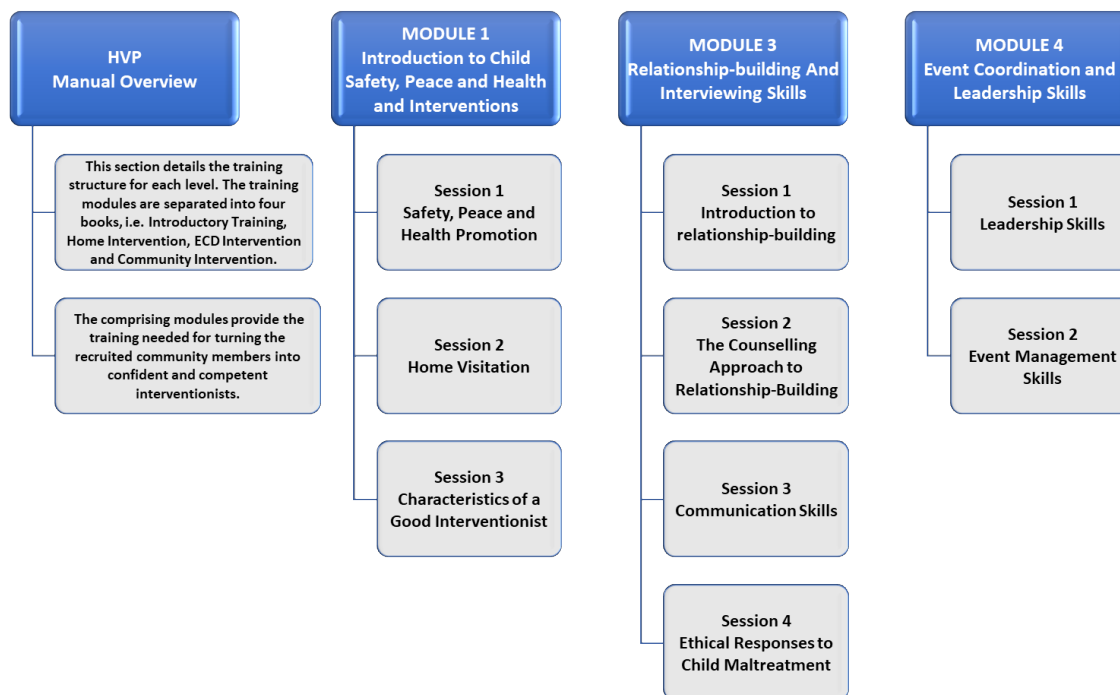 HVP
Manual Overview
This section details the training
structure for each level. The training
modules are separated into four
books, i.e. Introductory Training,
Home Intervention, ECD Intervention
and Community Intervention.
The comprising modules provide the
training needed for turning the
recruited community members into
confident and competent
interventionists.
MODULE 1
Introduction to Child
Safety, Peace and Health
and Interventions
Session 1
Safety, Peace and
Health Promotion
Session 2
Home Visitation
Session 3
Characteristics of a
Good Interventionist
MODULE 3
Relationship-building And
Interviewing Skills
Session 1
Introduction to
relationship-building
Session 2
The Counselling
Approach to
Relationship-Building
Session 3
Communication Skills
Session 4
Ethical Responses to
Child Maltreatment
MODULE 4
Event Coordination and
Leadership Skills
Session 1
Leadership Skills
Session 2
Event Management
Skills